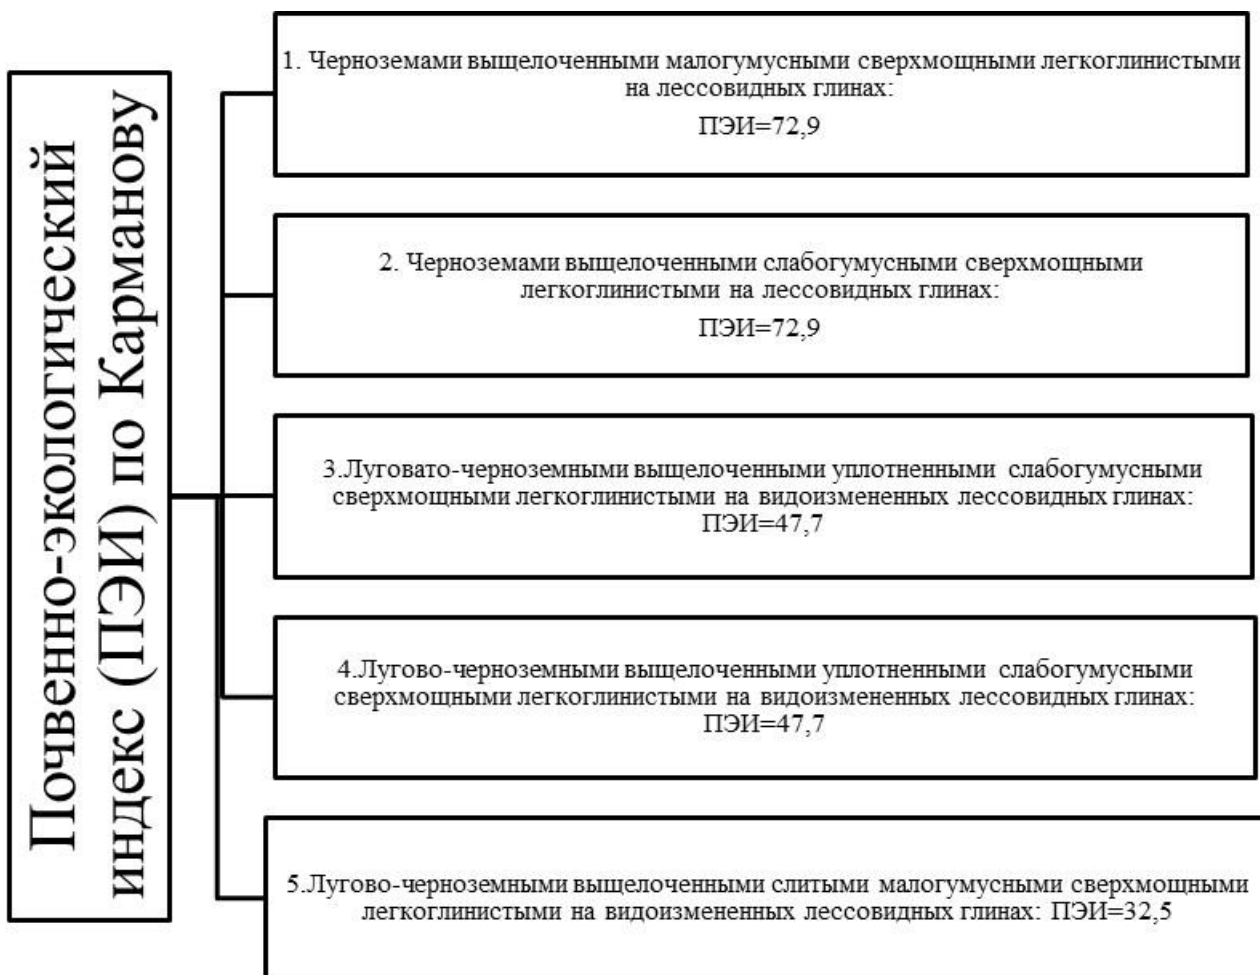 Почвенно-экологический
индекс (ПЭИ) по Карманову
1. Черноземами выщелоченными малогумусными сверхмощными легкоглинистыми
на лессовидных глинах:
ПЭИ=72,9
2. Черноземами выщелоченными слабогумусными сверхмощными
легкоглинистыми на лессовидных глинах:
ПЭИ=72,9
3.Луговато-черноземными выщелоченными уплотненными слабогумусными
сверхмощными легкоглинистыми на видоизмененных лессовидных глинах:
ПЭИ=47,7
4.Лугово-черноземными выщелоченными уплотненными слабогумусными
сверхмощными легкоглинистыми на видоизмененных лессовидных глинах:
ПЭИ=47,7
5.Лугово-черноземными выщелоченными слитыми малогумусными сверхмощными
легкоглинистыми на видоизмененных лессовидных глинах: ПЭИ=32,5